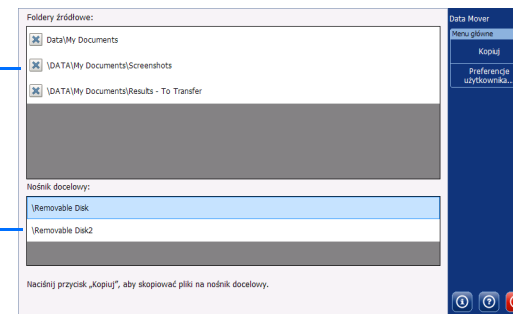 Foldery źródłowe:
Data\My Documents
\DATA\My Documents\Screenshots
\DATA\My Documents\Results - To Transfer
Nośnik docelowy:
\Removable Disk
\Removable Disk2
Naciśnij przycisk „Kopiuj”, aby skopiować pliki na nośnik docelowy.
Data Mover
Menu główne
Kopiuj
Preferencje
użytkownika...